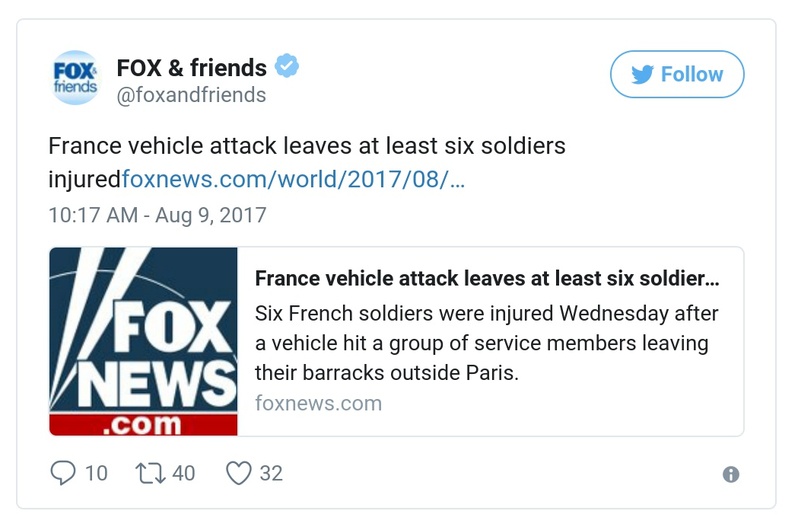 FOX & friends
@foxandfriends
FOX&
friends
Follow
France vehicle attack leaves at least six soldiers
injuredfoxnews.com/world/2017/08/…
10:17 AM - Aug 9, 2017
FOX
NEWS
.com
France vehicle attack leaves at least six soldier...
Six French soldiers were injured Wednesday after
a vehicle hit a group of service members leaving
their barracks outside Paris.
foxnews.com
10 40 32